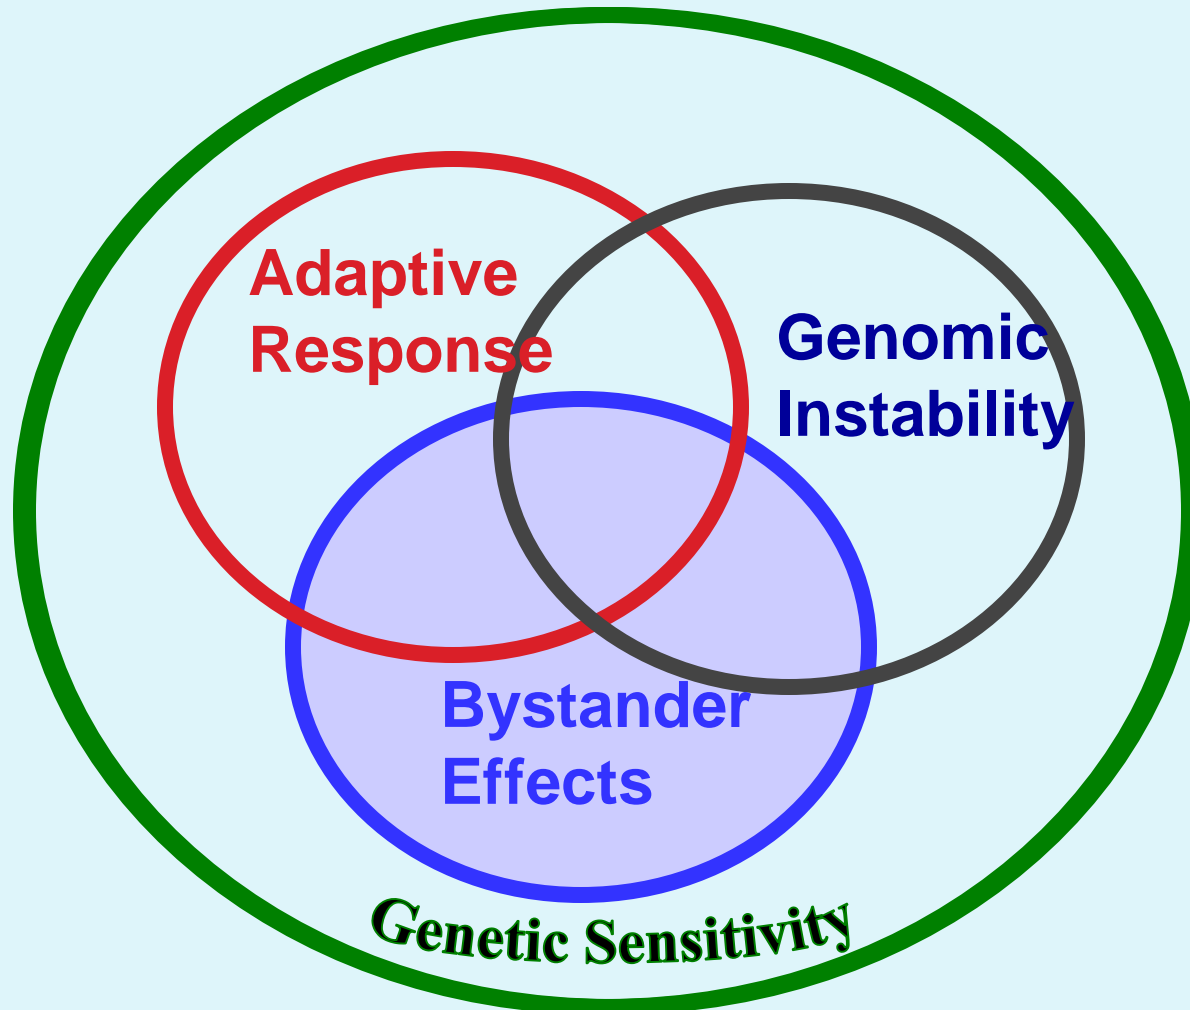 Adaptive
Response
Genomic
Instability
Bystander
Effects
Genetic Sensitivity